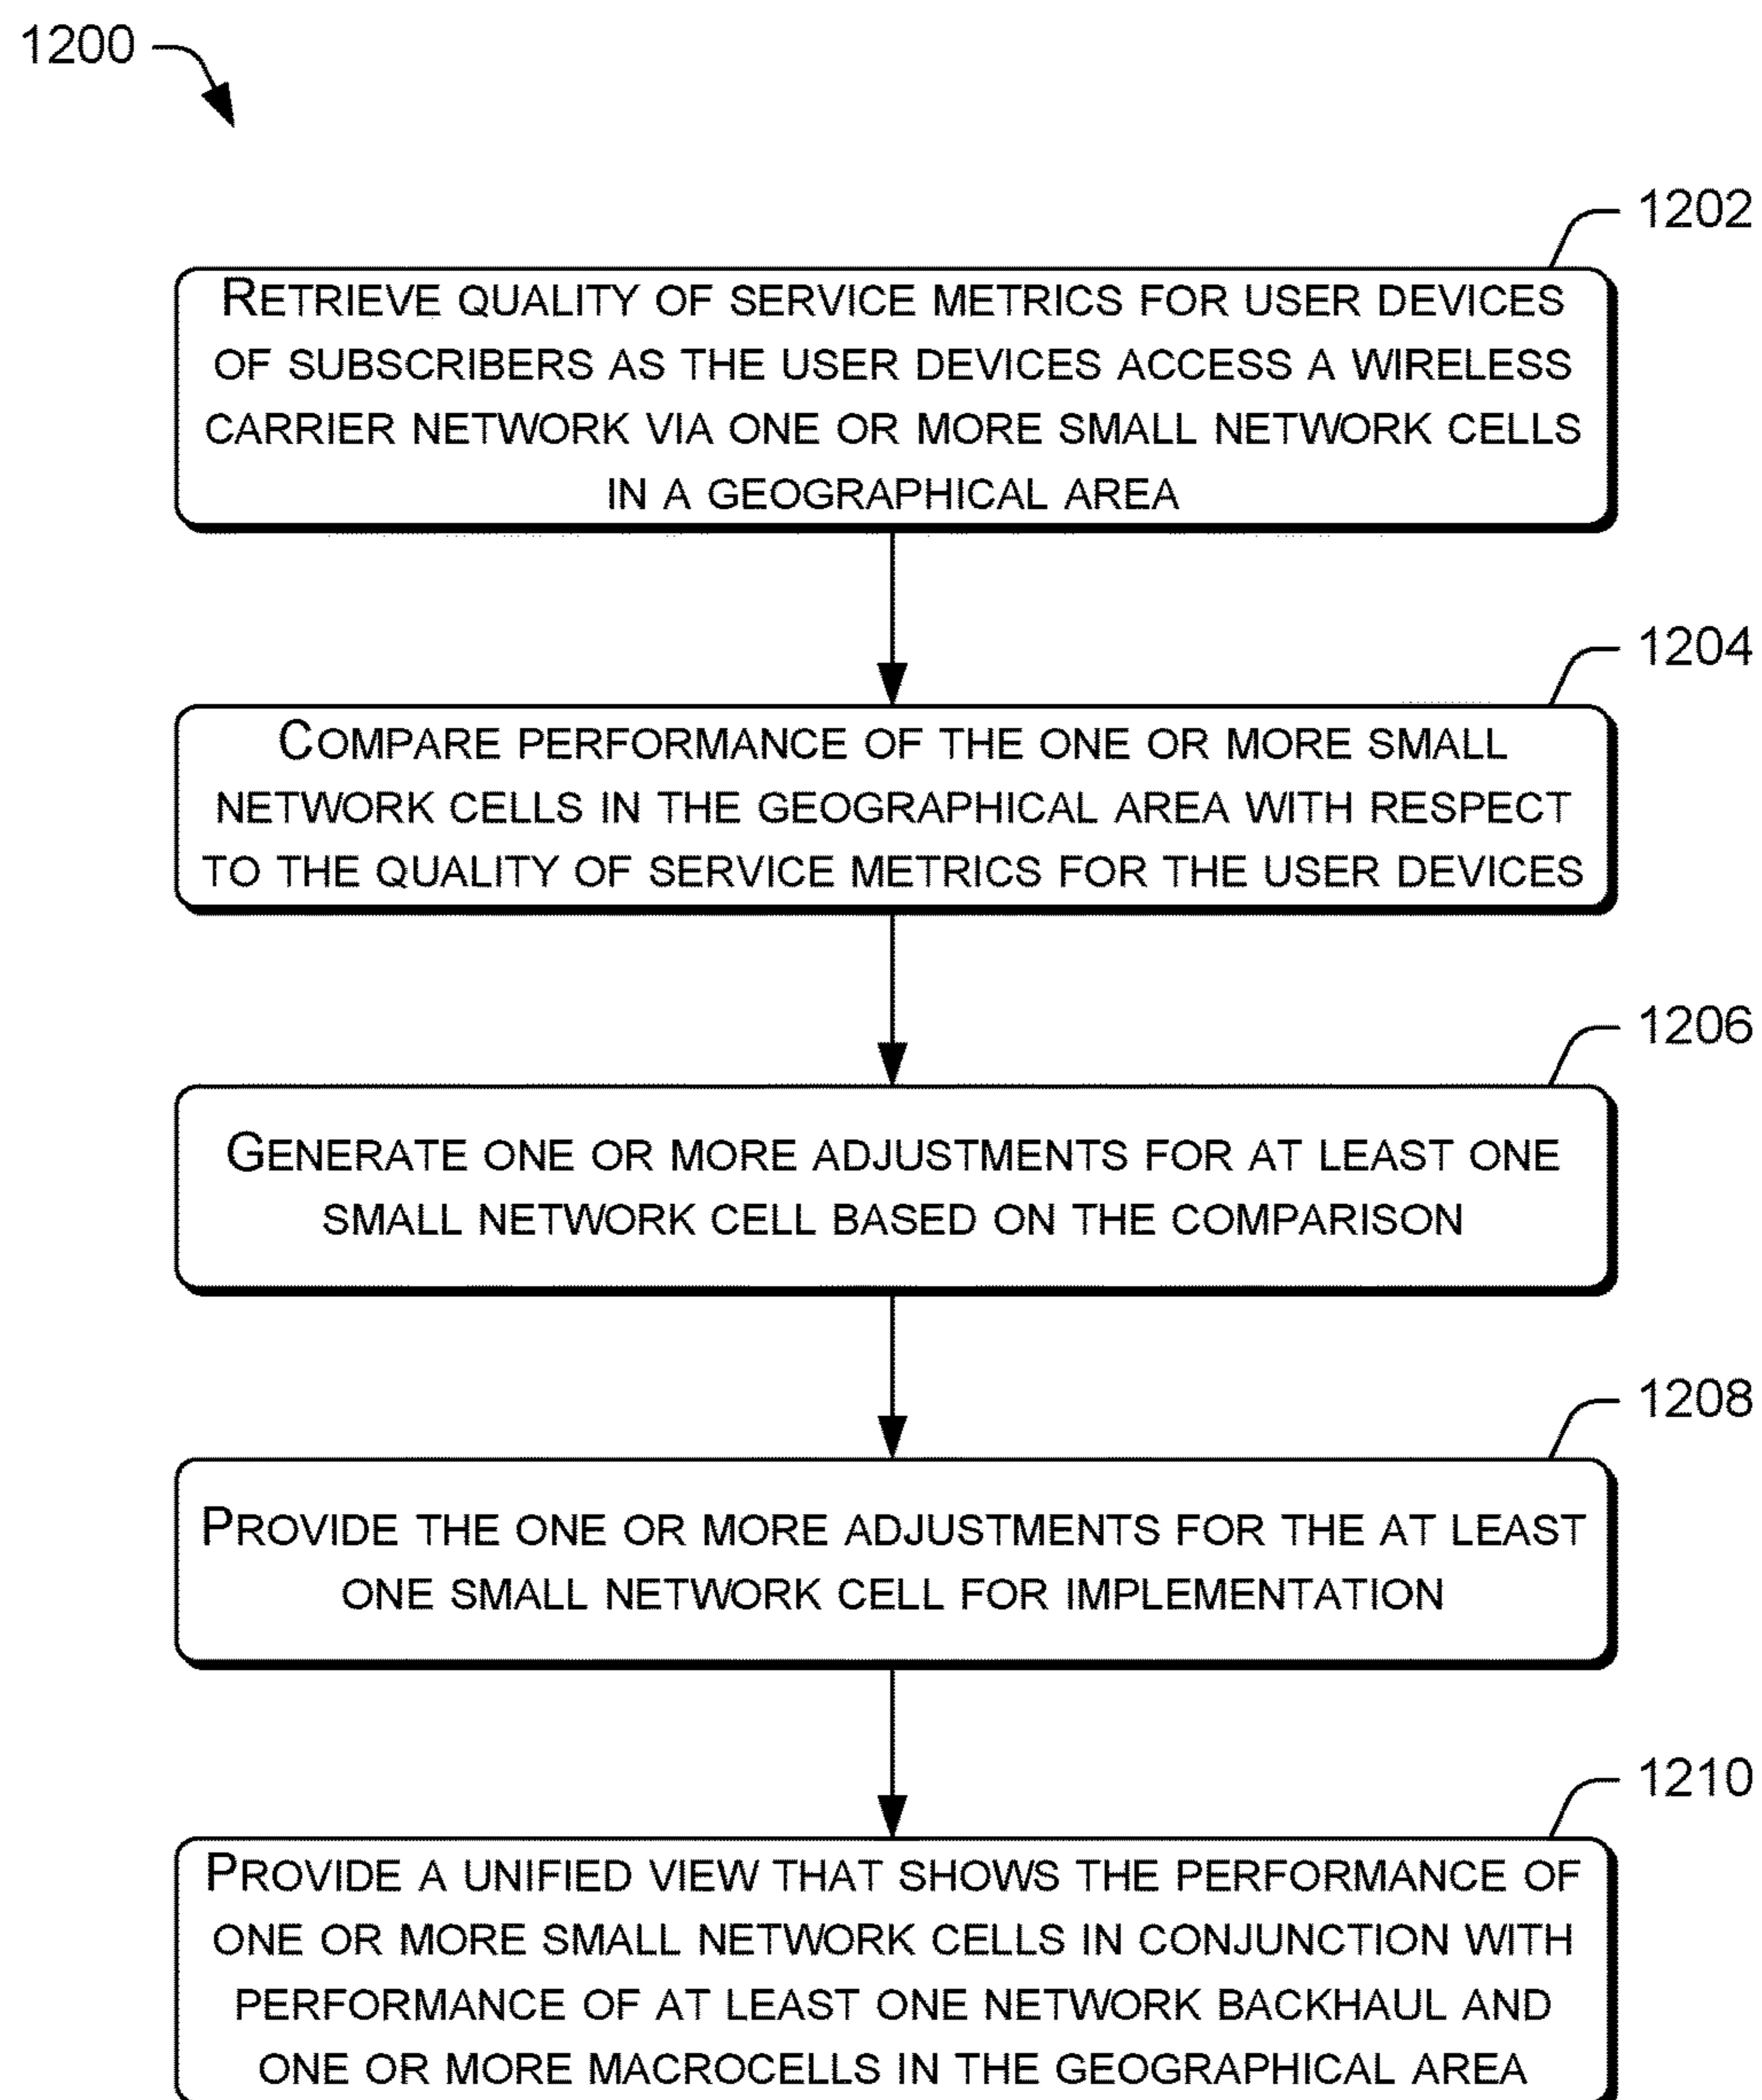 1200
1202
RETRIEVE QUALITY OF SERVICE METRICS FOR USER DEVICES
OF SUBSCRIBERS AS THE USER DEVICES ACCESS A WIRELESS
CARRIER NETWORK VIA ONE OR MORE SMALL NETWORK CELLS
IN A GEOGRAPHICAL AREA
1204
COMPARE PERFORMANCE OF THE ONE OR MORE SMALL
NETWORK CELLS IN THE GEOGRAPHICAL AREA WITH RESPECT
TO THE QUALITY OF SERVICE METRICS FOR THE USER DEVICES
1206
GENERATE ONE OR MORE ADJUSTMENTS FOR AT LEAST ONE
SMALL NETWORK CELL BASED ON THE COMPARISON
1208
PROVIDE THE ONE OR MORE ADJUSTMENTS FOR THE AT LEAST
ONE SMALL NETWORK CELL FOR IMPLEMENTATION
1210
PROVIDE A UNIFIED VIEW THAT SHOWS THE PERFORMANCE OF
ONE OR MORE SMALL NETWORK CELLS IN CONJUNCTION WITH
PERFORMANCE OF AT LEAST ONE NETWORK BACKHAUL AND
ONE OR MORE MACROCELLS IN THE GEOGRAPHICAL AREA